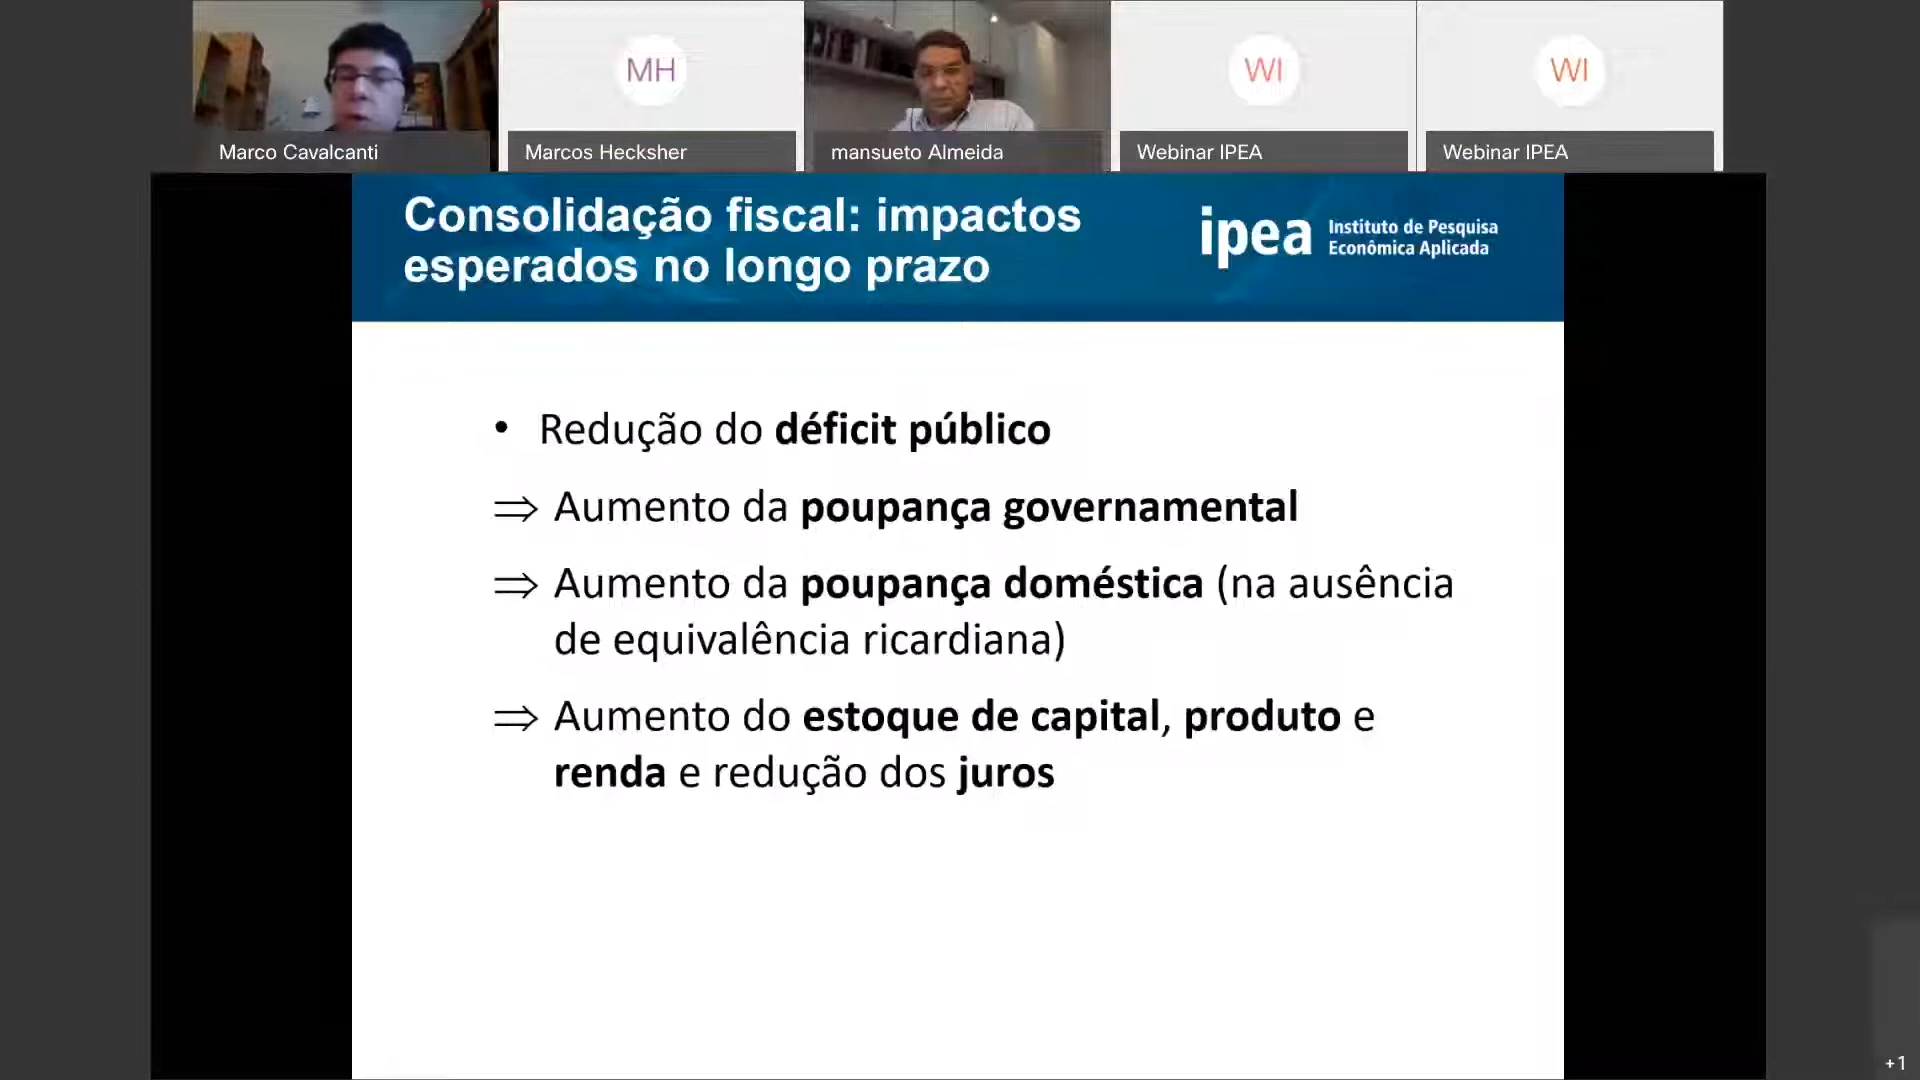 MH
WI
WI
Marco Cavalcanti
Marcos Hecksher
mansueto Almeida
Webinar IPEA
Webinar IPEA
Consolidação fiscal: impactos
esperados no longo prazo
ipea
Instituto de Pesquisa
Econômica Aplicada
• Redução do déficit público
⇒ Aumento da poupança governamental
⇒ Aumento da poupança doméstica (na ausência
de equivalência ricardiana)
⇒ Aumento do estoque de capital, produto e
renda e redução dos juros
+1